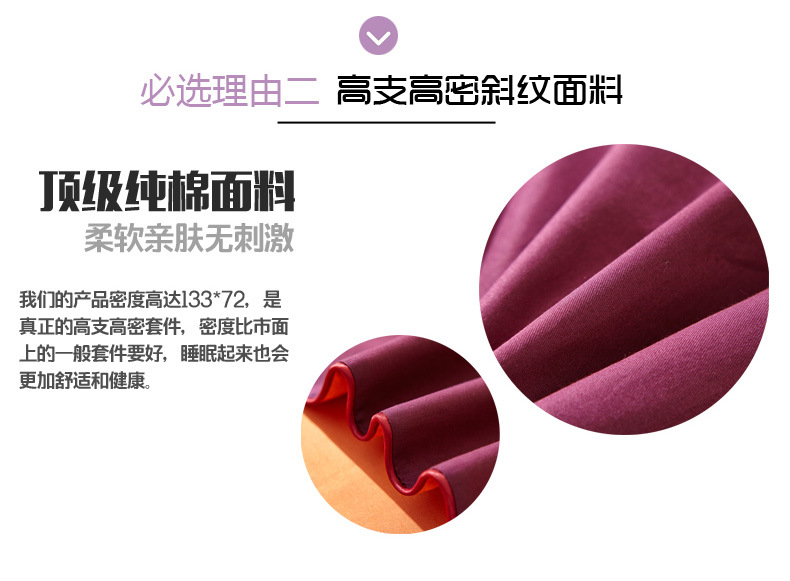 必选理由二 高支高密斜纹面料
顶级纯棉面料
柔软亲肤无刺激
我们的产品密度高达133*72，是
真正的高支高密套件，密度比市面
上的一般套件要好，睡眠起来也会
更加舒适和健康。